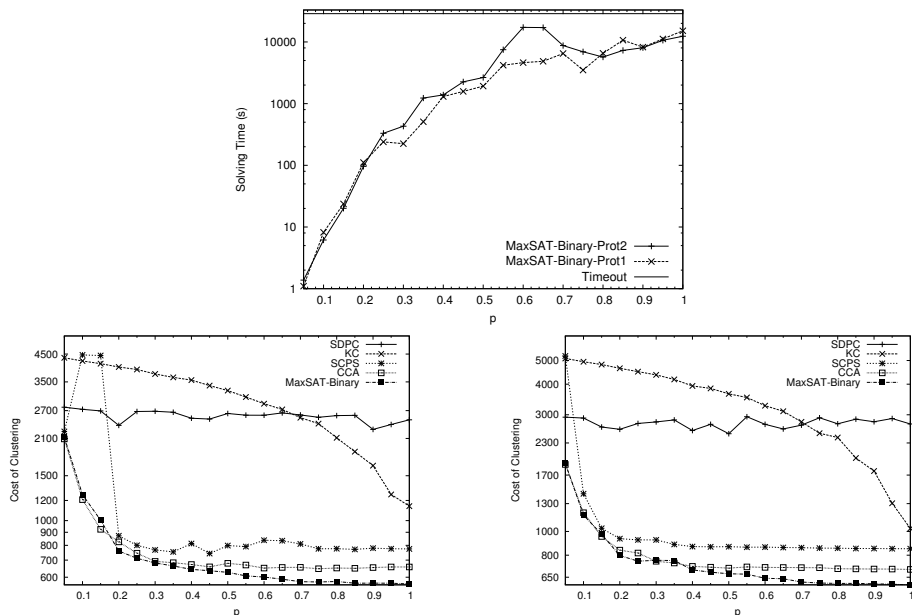 Solving Time (s)
10000
1000
100
10
1
0.1 0.2 0.3 0.4 0.5 0.6 0.7 0.8 0.9 1
p
MaxSAT-Binary-Prot2
MaxSAT-Binary-Prot1
Timeout
Cost of Clustering
4500
3500
2700
2100
1500
1200
1000
900
800
700
600
0.1 0.2 0.3 0.4 0.5 0.6 0.7 0.8 0.9 1
p
SDPC
KC
SCPS
CCA
MaxSAT-Binary
Cost of Clustering
5000
4000
3000
2300
1700
1300
1000
800
650
0.1 0.2 0.3 0.4 0.5 0.6 0.7 0.8 0.9 1
p
SDPC
KC
SCPS
CCA
MaxSAT-Binary